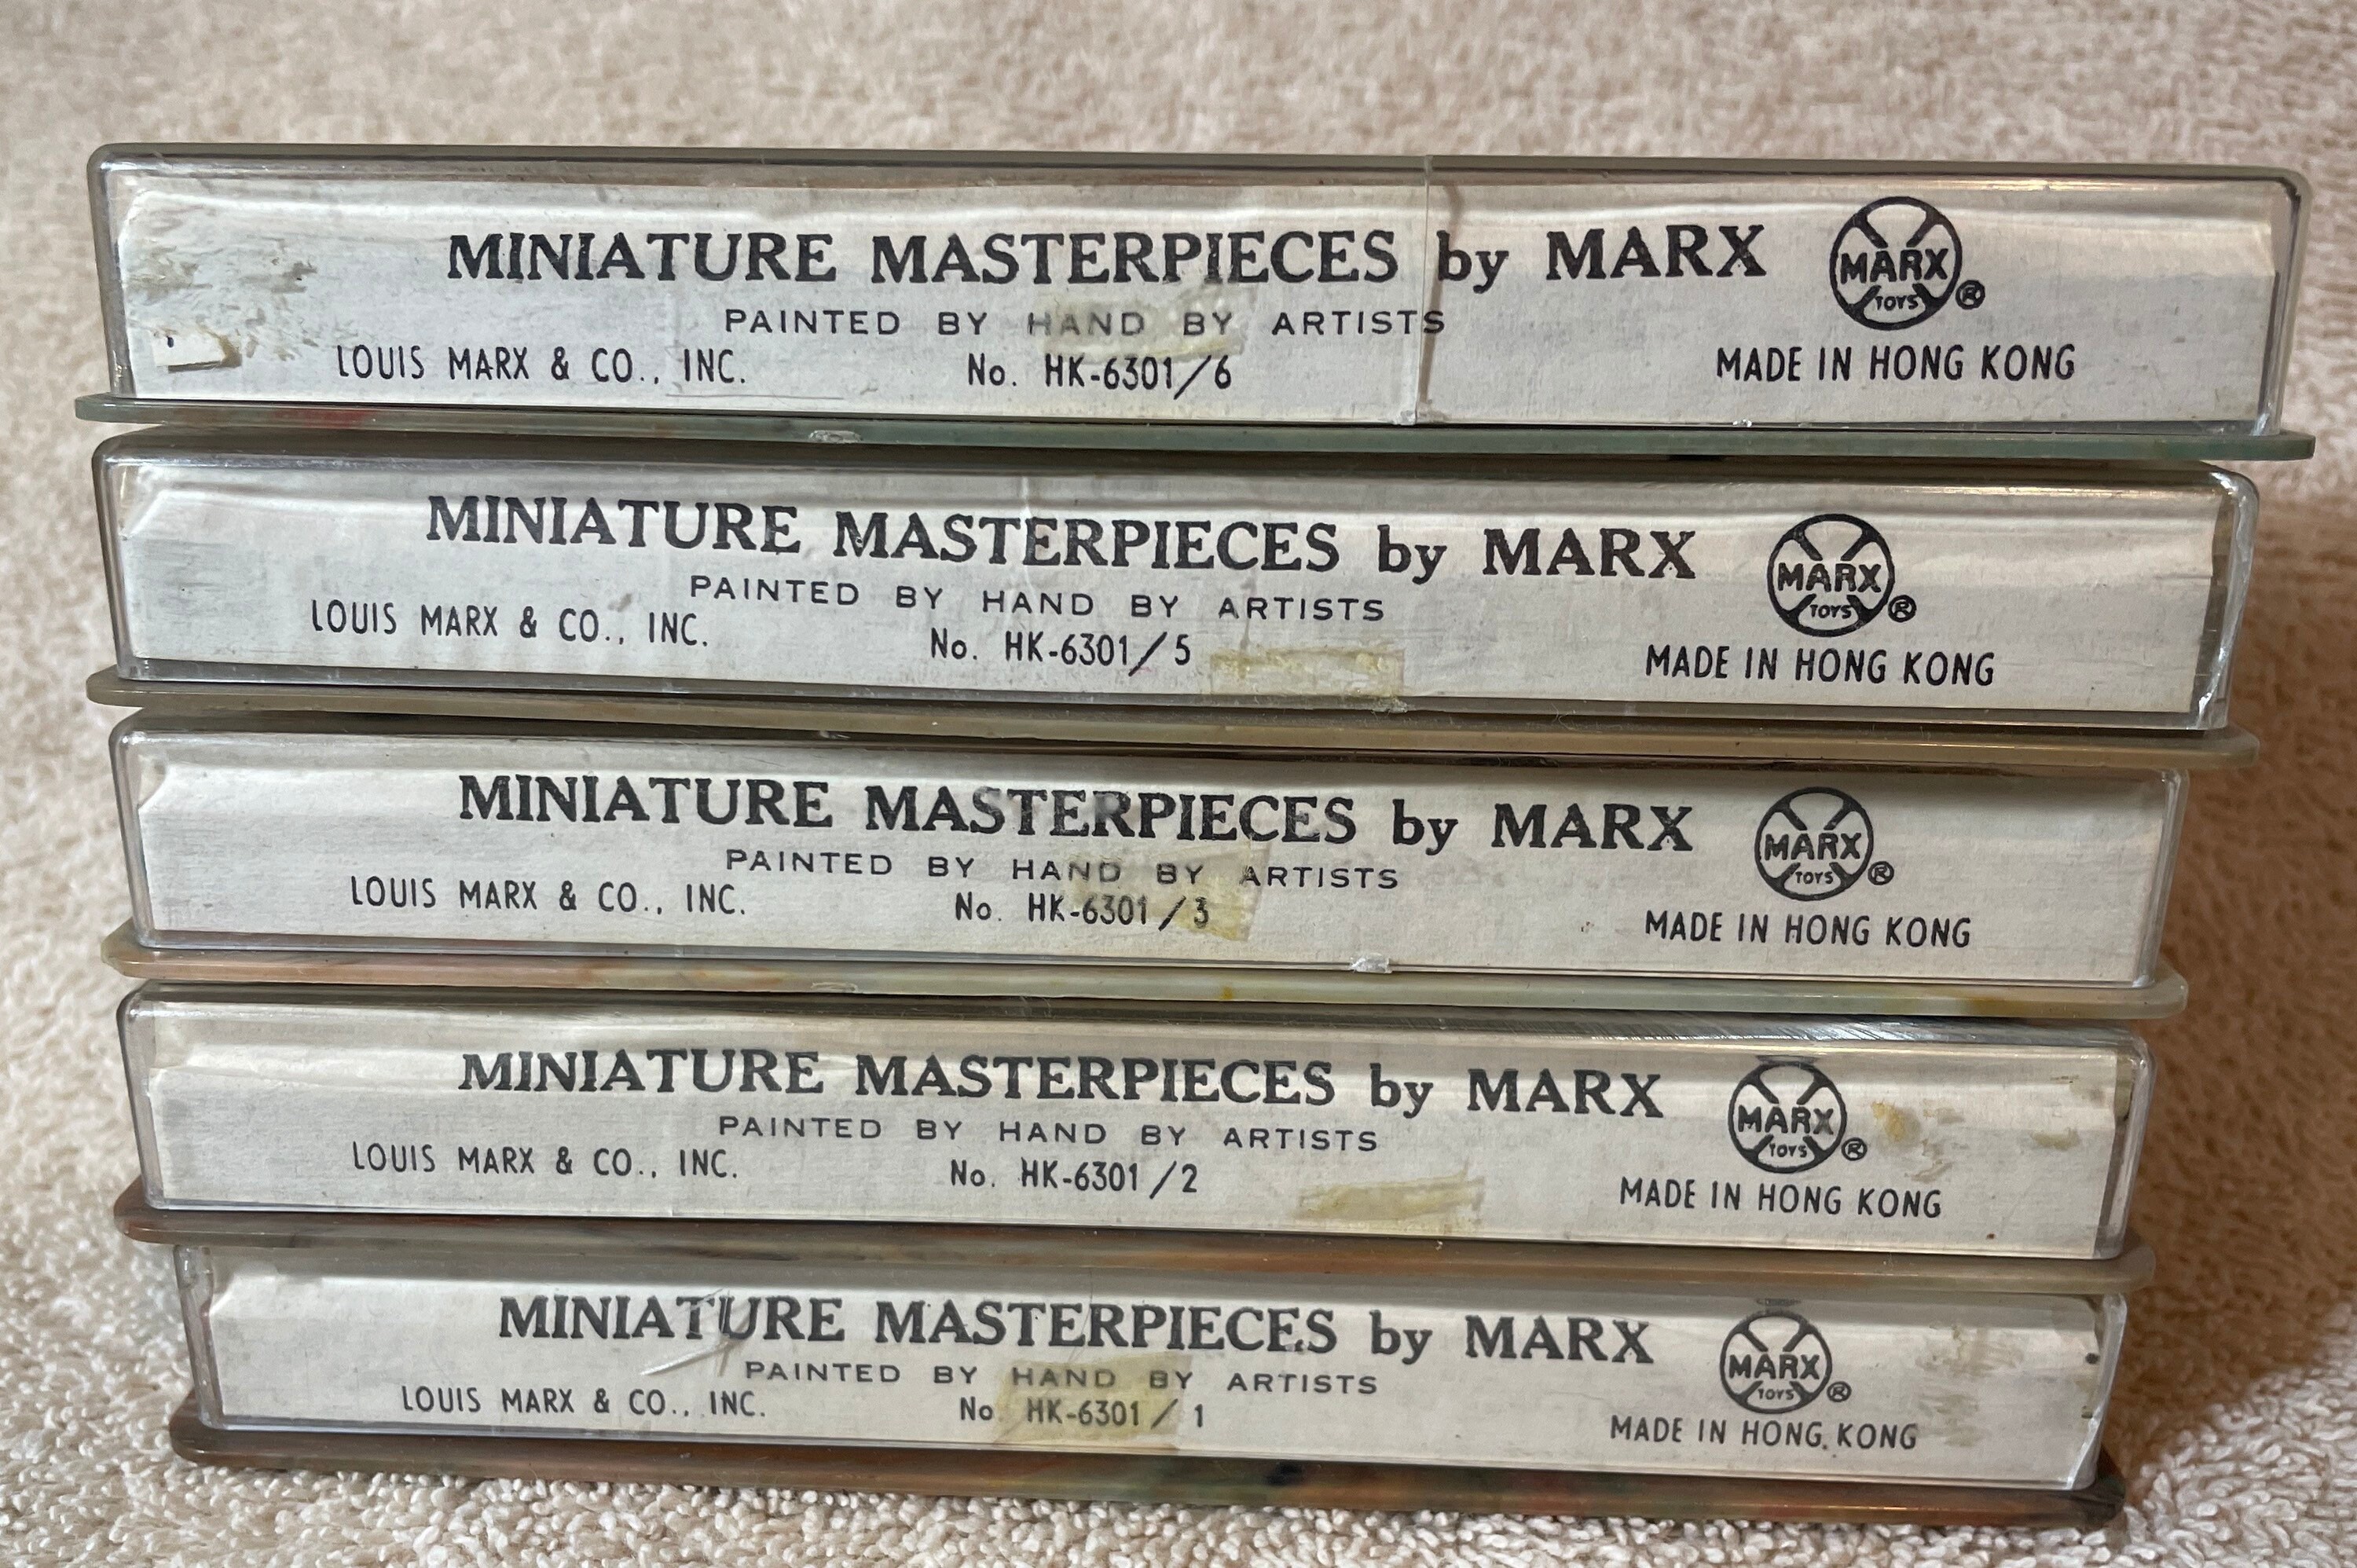 MINIATURE MASTERPIECES by MARX MARX TOYS ®
PAINTED BY HAND BY ARTISTS
LOUIS MARX & CO., INC. No. HK-6301/6 MADE IN HONG KONG
MINIATURE MASTERPIECES by MARX MARX TOYS ®
PAINTED BY HAND BY ARTISTS
LOUIS MARX & CO., INC. No. HK-6301/5 MADE IN HONG KONG
MINIATURE MASTERPIECES by MARX MARX TOYS ®
PAINTED BY HAND BY ARTISTS
LOUIS MARX & CO., INC. No. HK-6301/3 MADE IN HONG KONG
MINIATURE MASTERPIECES by MARX MARX TOYS ®
PAINTED BY HAND BY ARTISTS
LOUIS MARX & CO., INC. No. HK-6301/2 MADE IN HONG KONG
MINIATURE MASTERPIECES by MARX MARX TOYS ®
PAINTED BY HAND BY ARTISTS
LOUIS MARX & CO., INC. No HK-6301/1 MADE IN HONG KONG